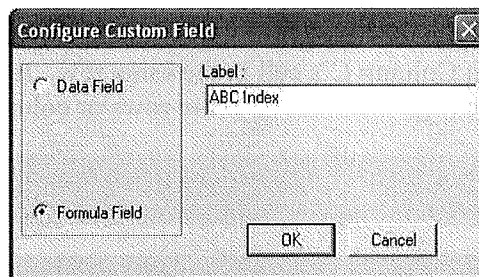 Configure Custom Field
Data Field
Label :
ABC Index
Formula Field
OK
Cancel